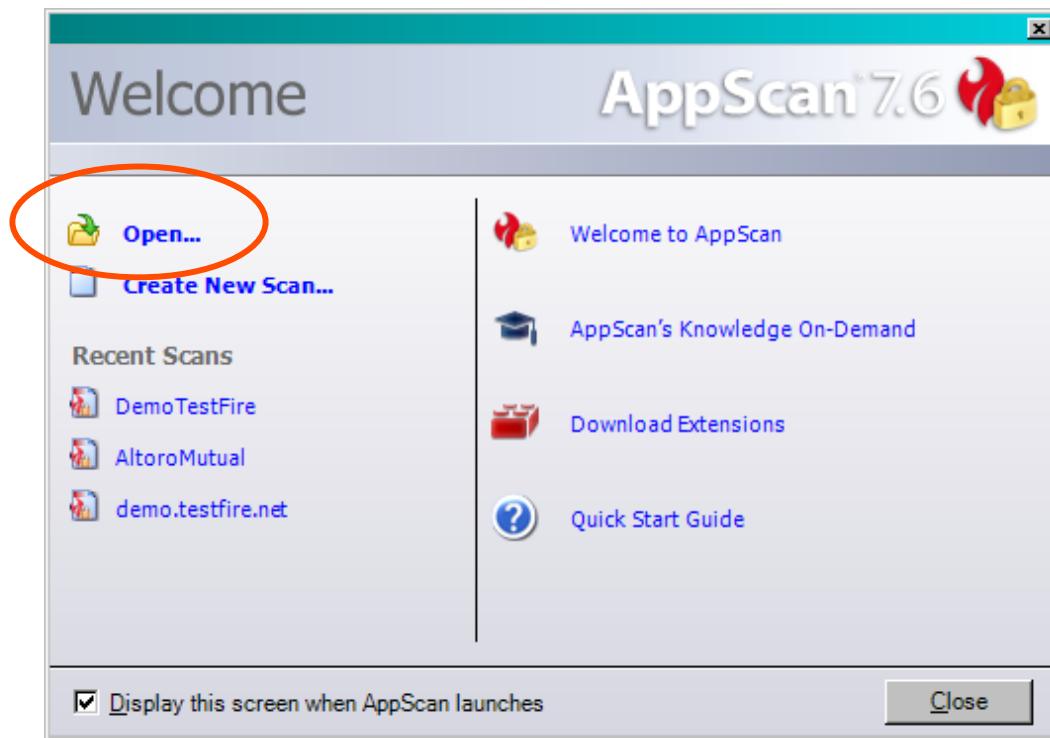 Welcome
AppScan® 7.6
Open...
Create New Scan...
Recent Scans
DemoTestFire
AltoroMutual
demo.testfire.net
Welcome to AppScan
AppScan's Knowledge On-Demand
Download Extensions
Quick Start Guide
Display this screen when AppScan launches
Close